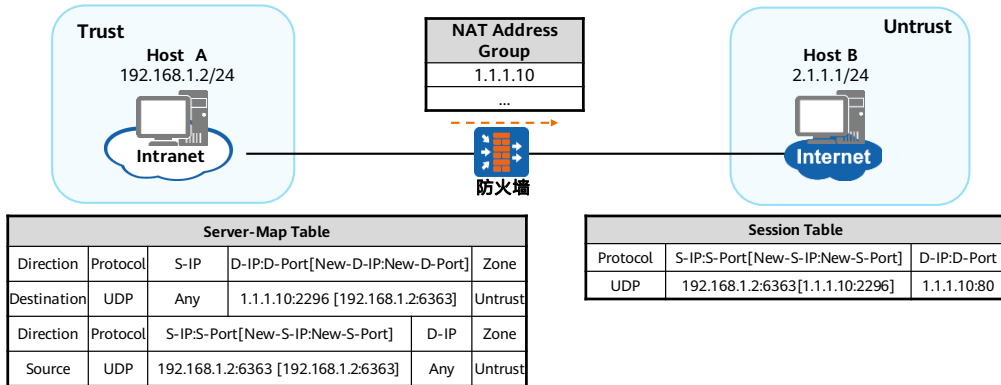 Trust
Host A
192.168.1.2/24
Intranet
NAT Address
Group
1.1.1.10
...
防火墙
Untrust
Host B
2.1.1.1/24
Internet
Server-Map Table
Direction Protocol S-IP D-IP:D-Port[New-D-IP:New-D-Port] Zone
Destination UDP Any 1.1.1.10:2296 [192.168.1.2:6363] Untrust
Direction Protocol S-IP:S-Port[New-S-IP:New-S-Port] D-IP Zone
Source UDP 192.168.1.2:6363 [192.168.1.2:6363] Any Untrust
Session Table
Protocol S-IP:S-Port[New-S-IP:New-S-Port] D-IP:D-Port
UDP 192.168.1.2:6363[1.1.1.10:2296] 1.1.1.10:80